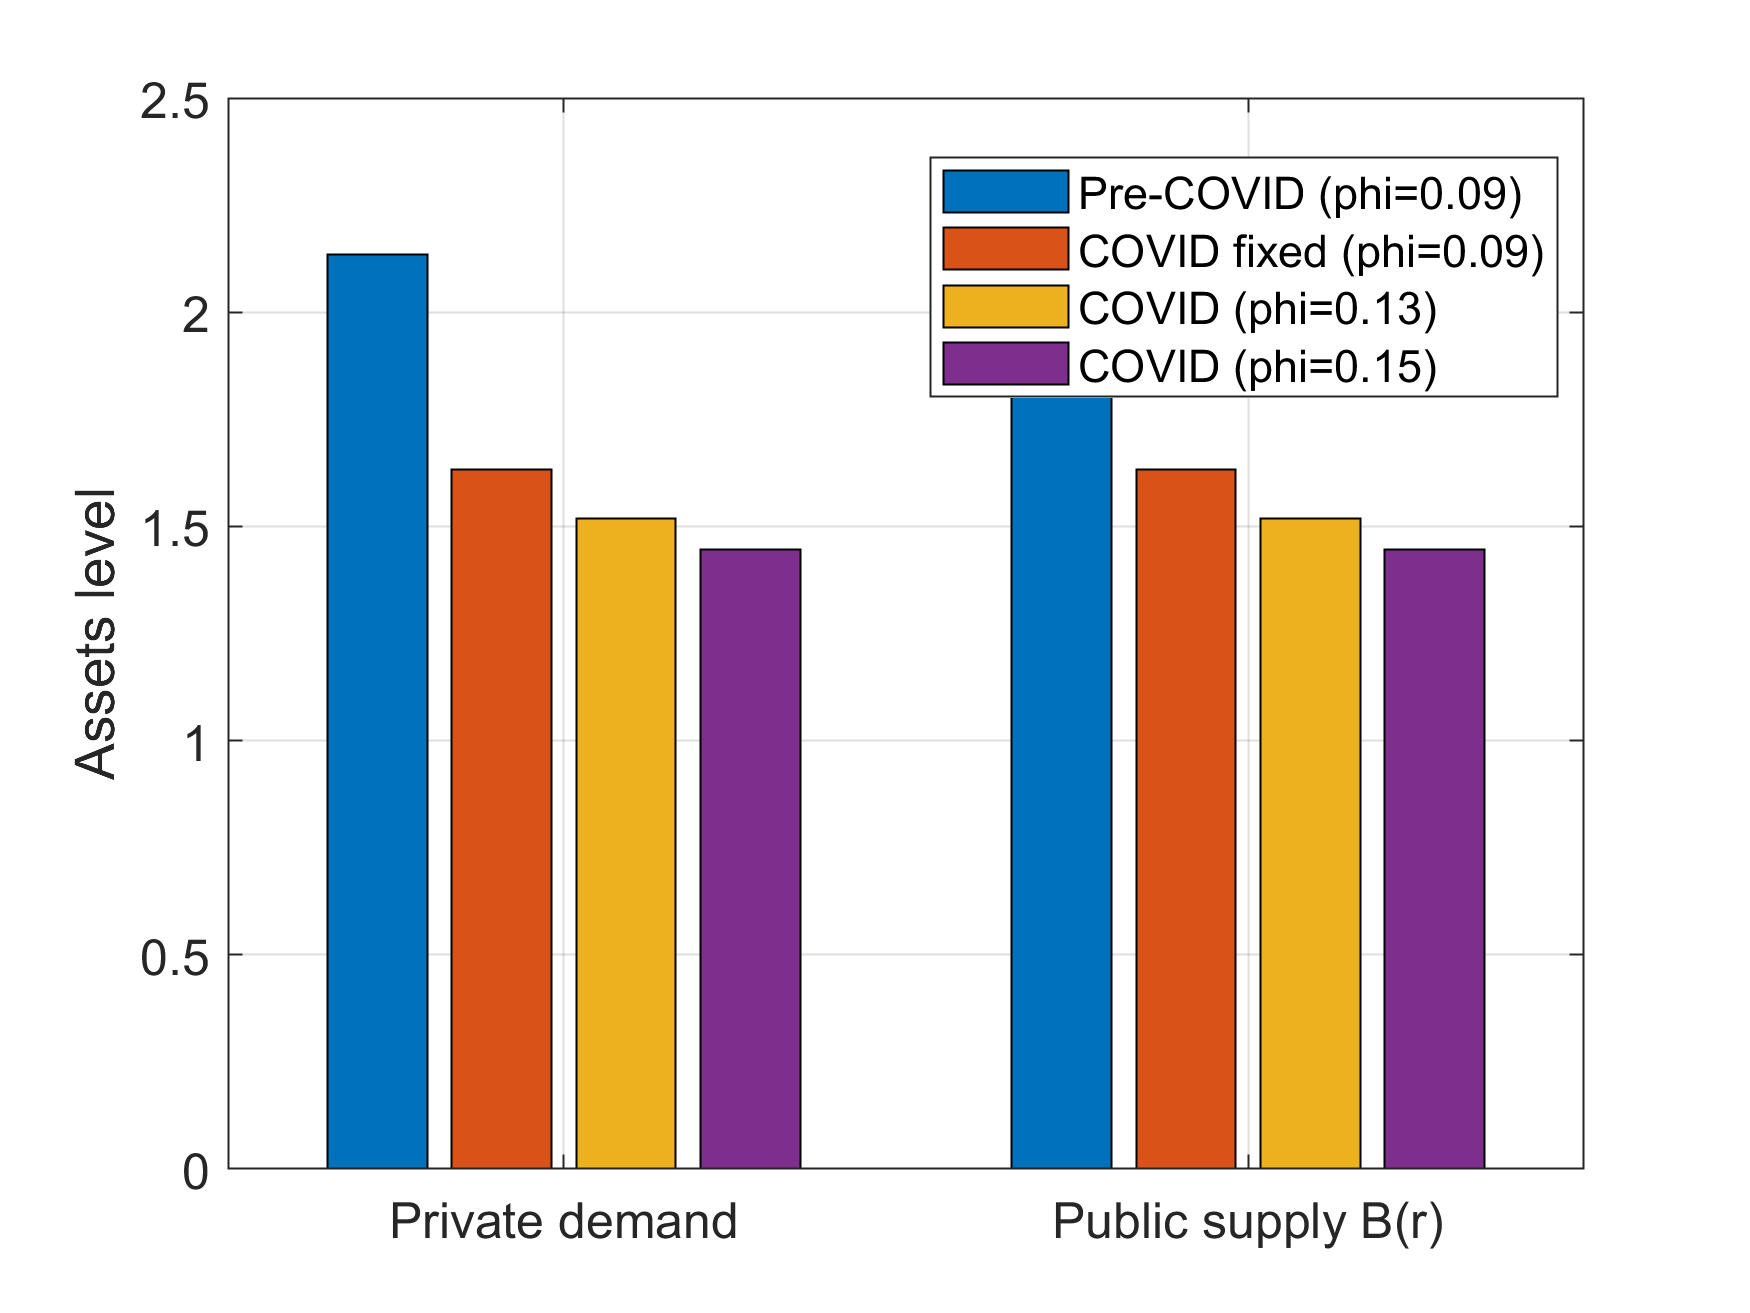 2.5
2
1.5
1
0.5
0
Assets level
Pre-COVID (phi=0.09)
COVID fixed (phi=0.09)
COVID (phi=0.13)
COVID (phi=0.15)
Private demand
Public supply B(r)